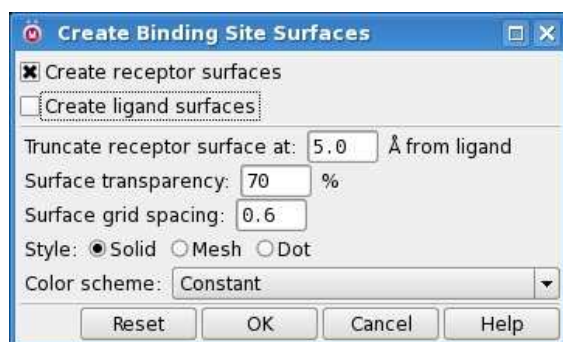 Create Binding Site Surfaces
Create receptor surfaces
Create ligand surfaces
Truncate receptor surface at: 5.0 Å from ligand
Surface transparency: 70 %
Surface grid spacing: 0.6
Style: Solid Mesh Dot
Color scheme: Constant
Reset OK Cancel Help